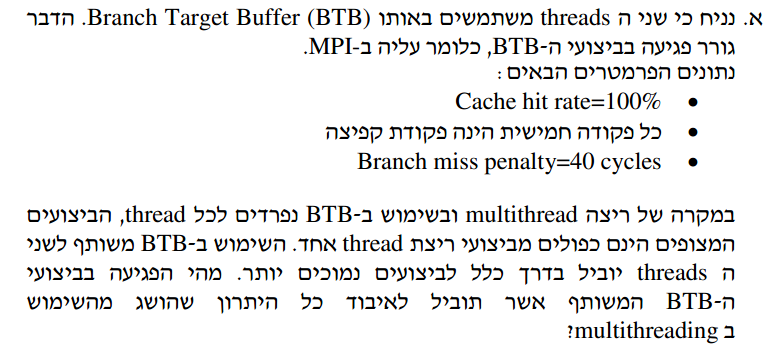 א. נניח כי שני ה threads משתמשים באותו Branch Target Buffer (BTB). הדבר
גורר פגיעה בביצועי ה-BTB, כלומר עליה ב-MPI.
נתונים הפרמטרים הבאים:
• Cache hit rate=100%
• כל פקודה חמישית הינה פקודת קפיצה
• Branch miss penalty=40 cycles
במקרה של ריצה multithread ובשימוש ב-BTB נפרדים לכל thread, הביצועים
המצופים הינם כפולים מביצועי ריצת thread אחד. השימוש ב-BTB משותף לשני
ה threads יוביל בדרך כלל לביצועים נמוכים יותר. מהי הפגיעה בביצועי
ה-BTB המשותף אשר תוביל לאיבוד כל היתרון שהושג מהשימוש
ב multithreading?